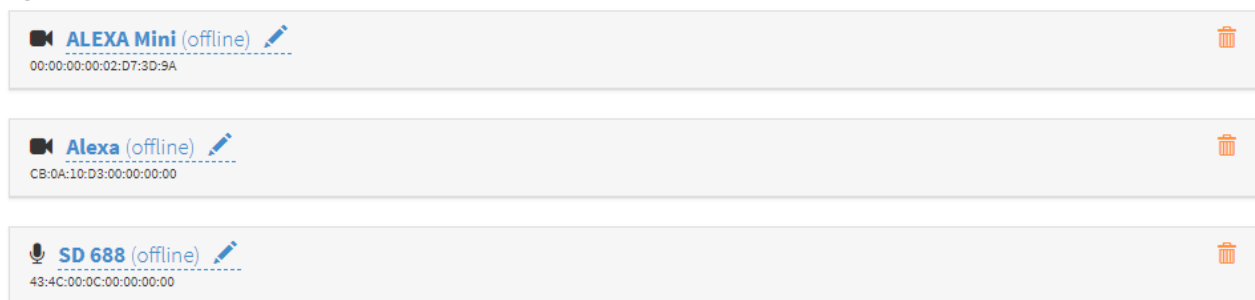 ALEXA Mini (offline)
00:00:00:00:02:D7:3D:9A
Alexa (offline)
CB:0A:10:D3:00:00:00:00
SD 688 (offline)
43:4C:00:0C:00:00:00:00